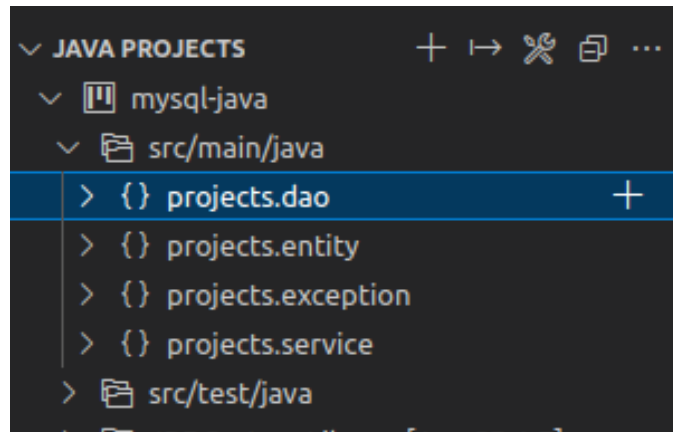 JAVA PROJECTS
mysql-java
src/main/java
{} projects.dao
{} projects.entity
{} projects.exception
{} projects.service
src/test/java